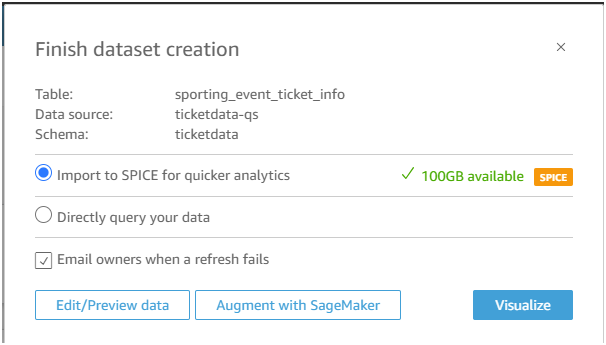 Finish dataset creation
Table: sporting_event_ticket_info
Data source: ticketdata-qs
Schema: ticketdata
Import to SPICE for quicker analytics 100GB available SPICE
Directly query your data
Email owners when a refresh fails
Edit/Preview data Augment with SageMaker Visualize